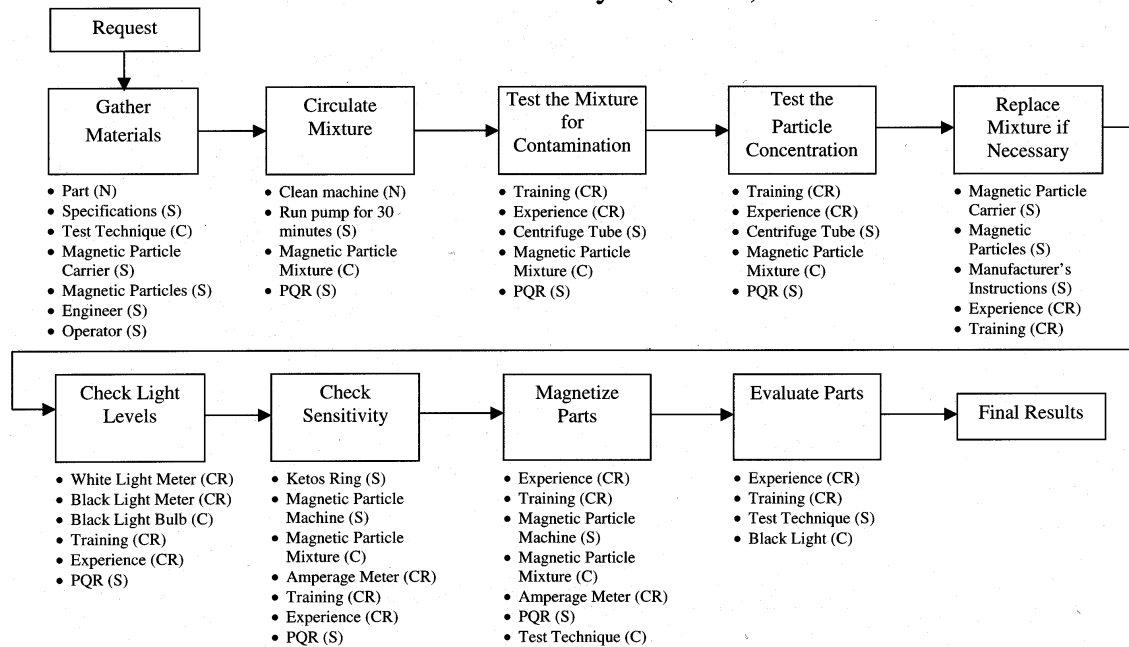 Request
Gather
Materials
• Part (N)
• Specifications (S)
• Test Technique (C)
• Magnetic Particle
Carrier (S)
• Magnetic Particles (S)
• Engineer (S)
• Operator (S)
Circulate
Mixture
• Clean machine (N)
• Run pump for 30
minutes (S)
• Magnetic Particle
Mixture (C)
• PQR (S)
Test the Mixture
for
Contamination
• Training (CR)
• Experience (CR)
• Centrifuge Tube (S)
• Magnetic Particle
Mixture (C)
• PQR (S)
Test the
Particle
Concentration
• Training (CR)
• Experience (CR)
• Centrifuge Tube (S)
• Magnetic Particle
Mixture (C)
• PQR (S)
Replace
Mixture if
Necessary
• Magnetic Particle
Carrier (S)
• Magnetic
Particles (S)
• Manufacturer’s
Instructions (S)
• Experience (CR)
• Training (CR)
Check Light
Levels
• White Light Meter (CR)
• Black Light Meter (CR)
• Black Light Bulb (C)
• Training (CR)
• Experience (CR)
• PQR (S)
Check
Sensitivity
• Ketos Ring (S)
• Magnetic Particle
Machine (S)
• Magnetic Particle
Mixture (C)
• Amperage Meter (CR)
• Training (CR)
• Experience (CR)
• PQR (S)
Magnetize
Parts
• Experience (CR)
• Training (CR)
• Magnetic Particle
Machine (S)
• Magnetic Particle
Mixture (C)
• Amperage Meter (CR)
• PQR (S)
• Test Technique (C)
Evaluate Parts
• Experience (CR)
• Training (CR)
• Test Technique (S)
• Black Light (C)
Final Results